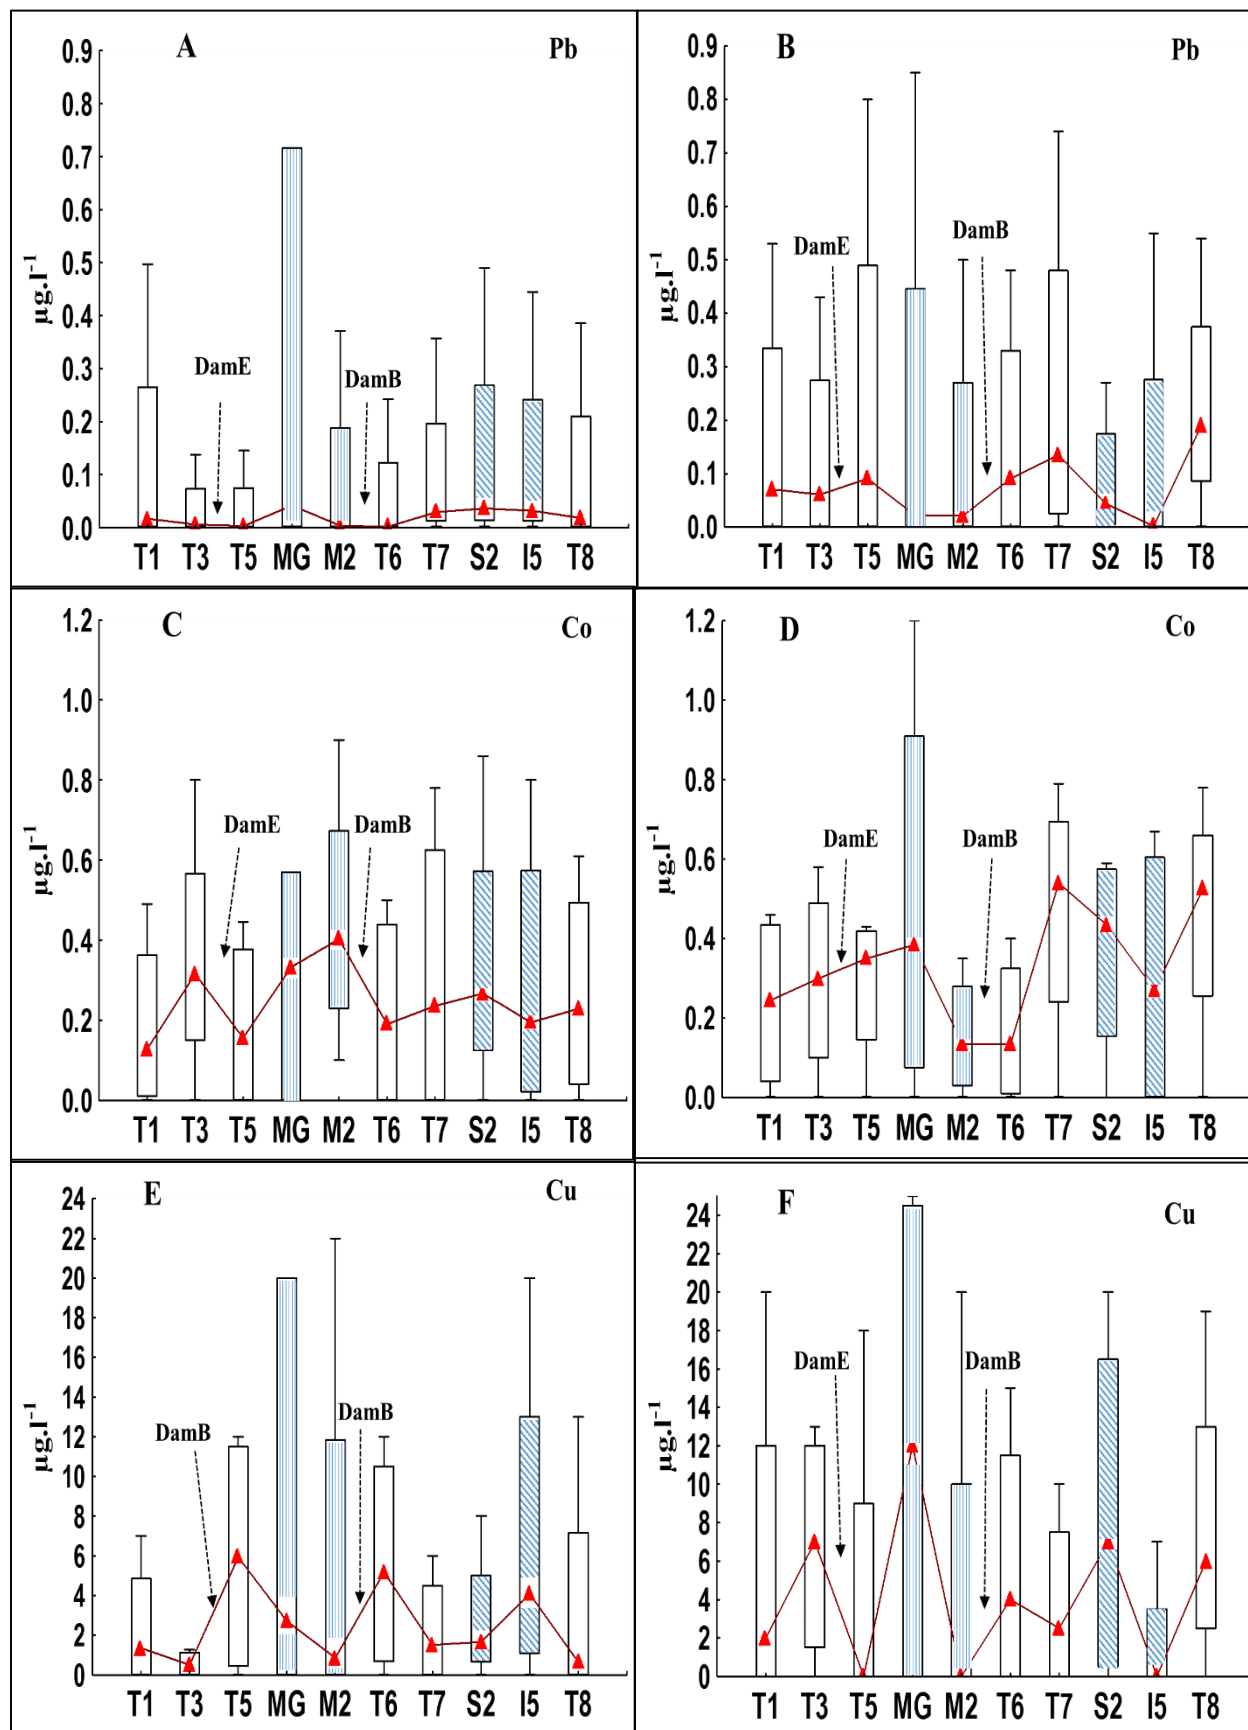 A Pb
0.9
0.8
0.7
0.6
0.5
0.4
0.3
0.2
0.1
0.0
µg.l⁻¹
DamE
DamB
T1 T3 T5 MG M2 T6 T7 S2 I5 T8
B Pb
0.9
0.8
0.7
0.6
0.5
0.4
0.3
0.2
0.1
0.0
µg.l⁻¹
DamE
DamB
T1 T3 T5 MG M2 T6 T7 S2 I5 T8
C Co
1.2
1.0
0.8
0.6
0.4
0.2
0.0
µg.l⁻¹
DamE
DamB
T1 T3 T5 MG M2 T6 T7 S2 I5 T8
D Co
1.2
1.0
0.8
0.6
0.4
0.2
0.0
µg.l⁻¹
DamE
DamB
T1 T3 T5 MG M2 T6 T7 S2 I5 T8
E Cu
24
22
20
18
16
14
12
10
8
6
4
2
0
µg.l⁻¹
DamB
DamB
T1 T3 T5 MG M2 T6 T7 S2 I5 T8
F Cu
24
22
20
18
16
14
12
10
8
6
4
2
0
µg.l⁻¹
DamE
DamB
T1 T3 T5 MG M2 T6 T7 S2 I5 T8